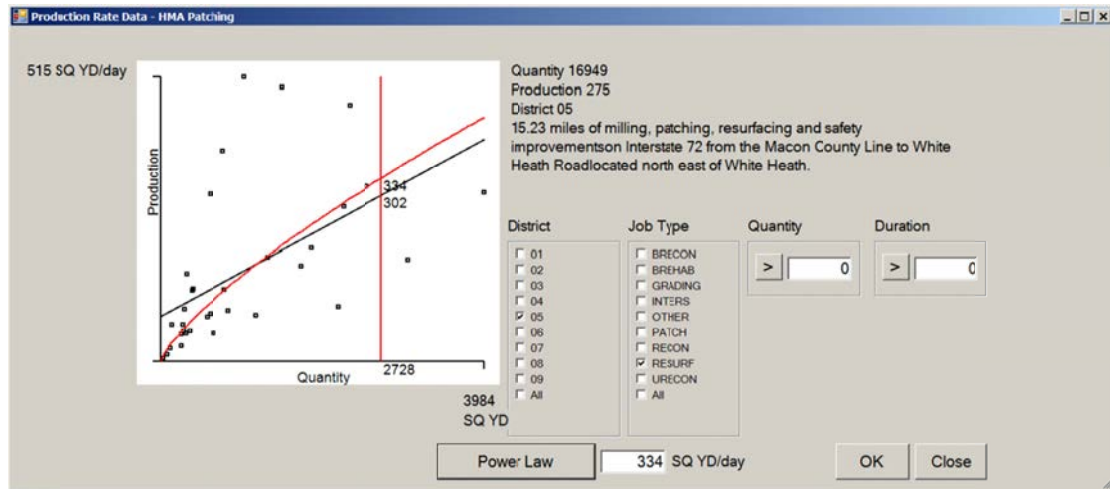 Production Rate Data - HMA Patching
515 SQ YD/day
Production
334
302
Quantity
2728
3984
SQ YD
Quantity 16949
Production 275
District 05
15.23 miles of milling, patching, resurfacing and safety
improvementson Interstate 72 from the Macon County Line to White
Heath Roadlocated north east of White Heath.
District
01
02
03
04
05
06
07
08
09
All
Job Type
BRECON
BREHAB
GRADING
INTERS
OTHER
PATCH
RECON
RESURF
URECON
All
Quantity
> 0
Duration
> 0
Power Law 334 SQ YD/day OK Close